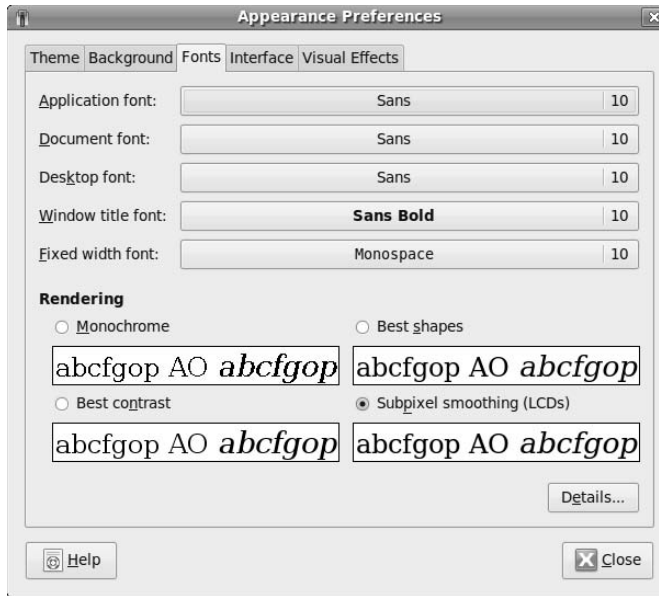 Appearance Preferences
Theme Background Fonts Interface Visual Effects
Application font: Sans 10
Document font: Sans 10
Desktop font: Sans 10
Window title font: Sans Bold 10
Fixed width font: Monospace 10
Rendering
Monochrome Best shapes
abcfgop AO abcfgop abcfgop AO abcfgop
Best contrast Subpixel smoothing (LCDs)
abcfgop AO abcfgop abcfgop AO abcfgop
Details...
Help Close